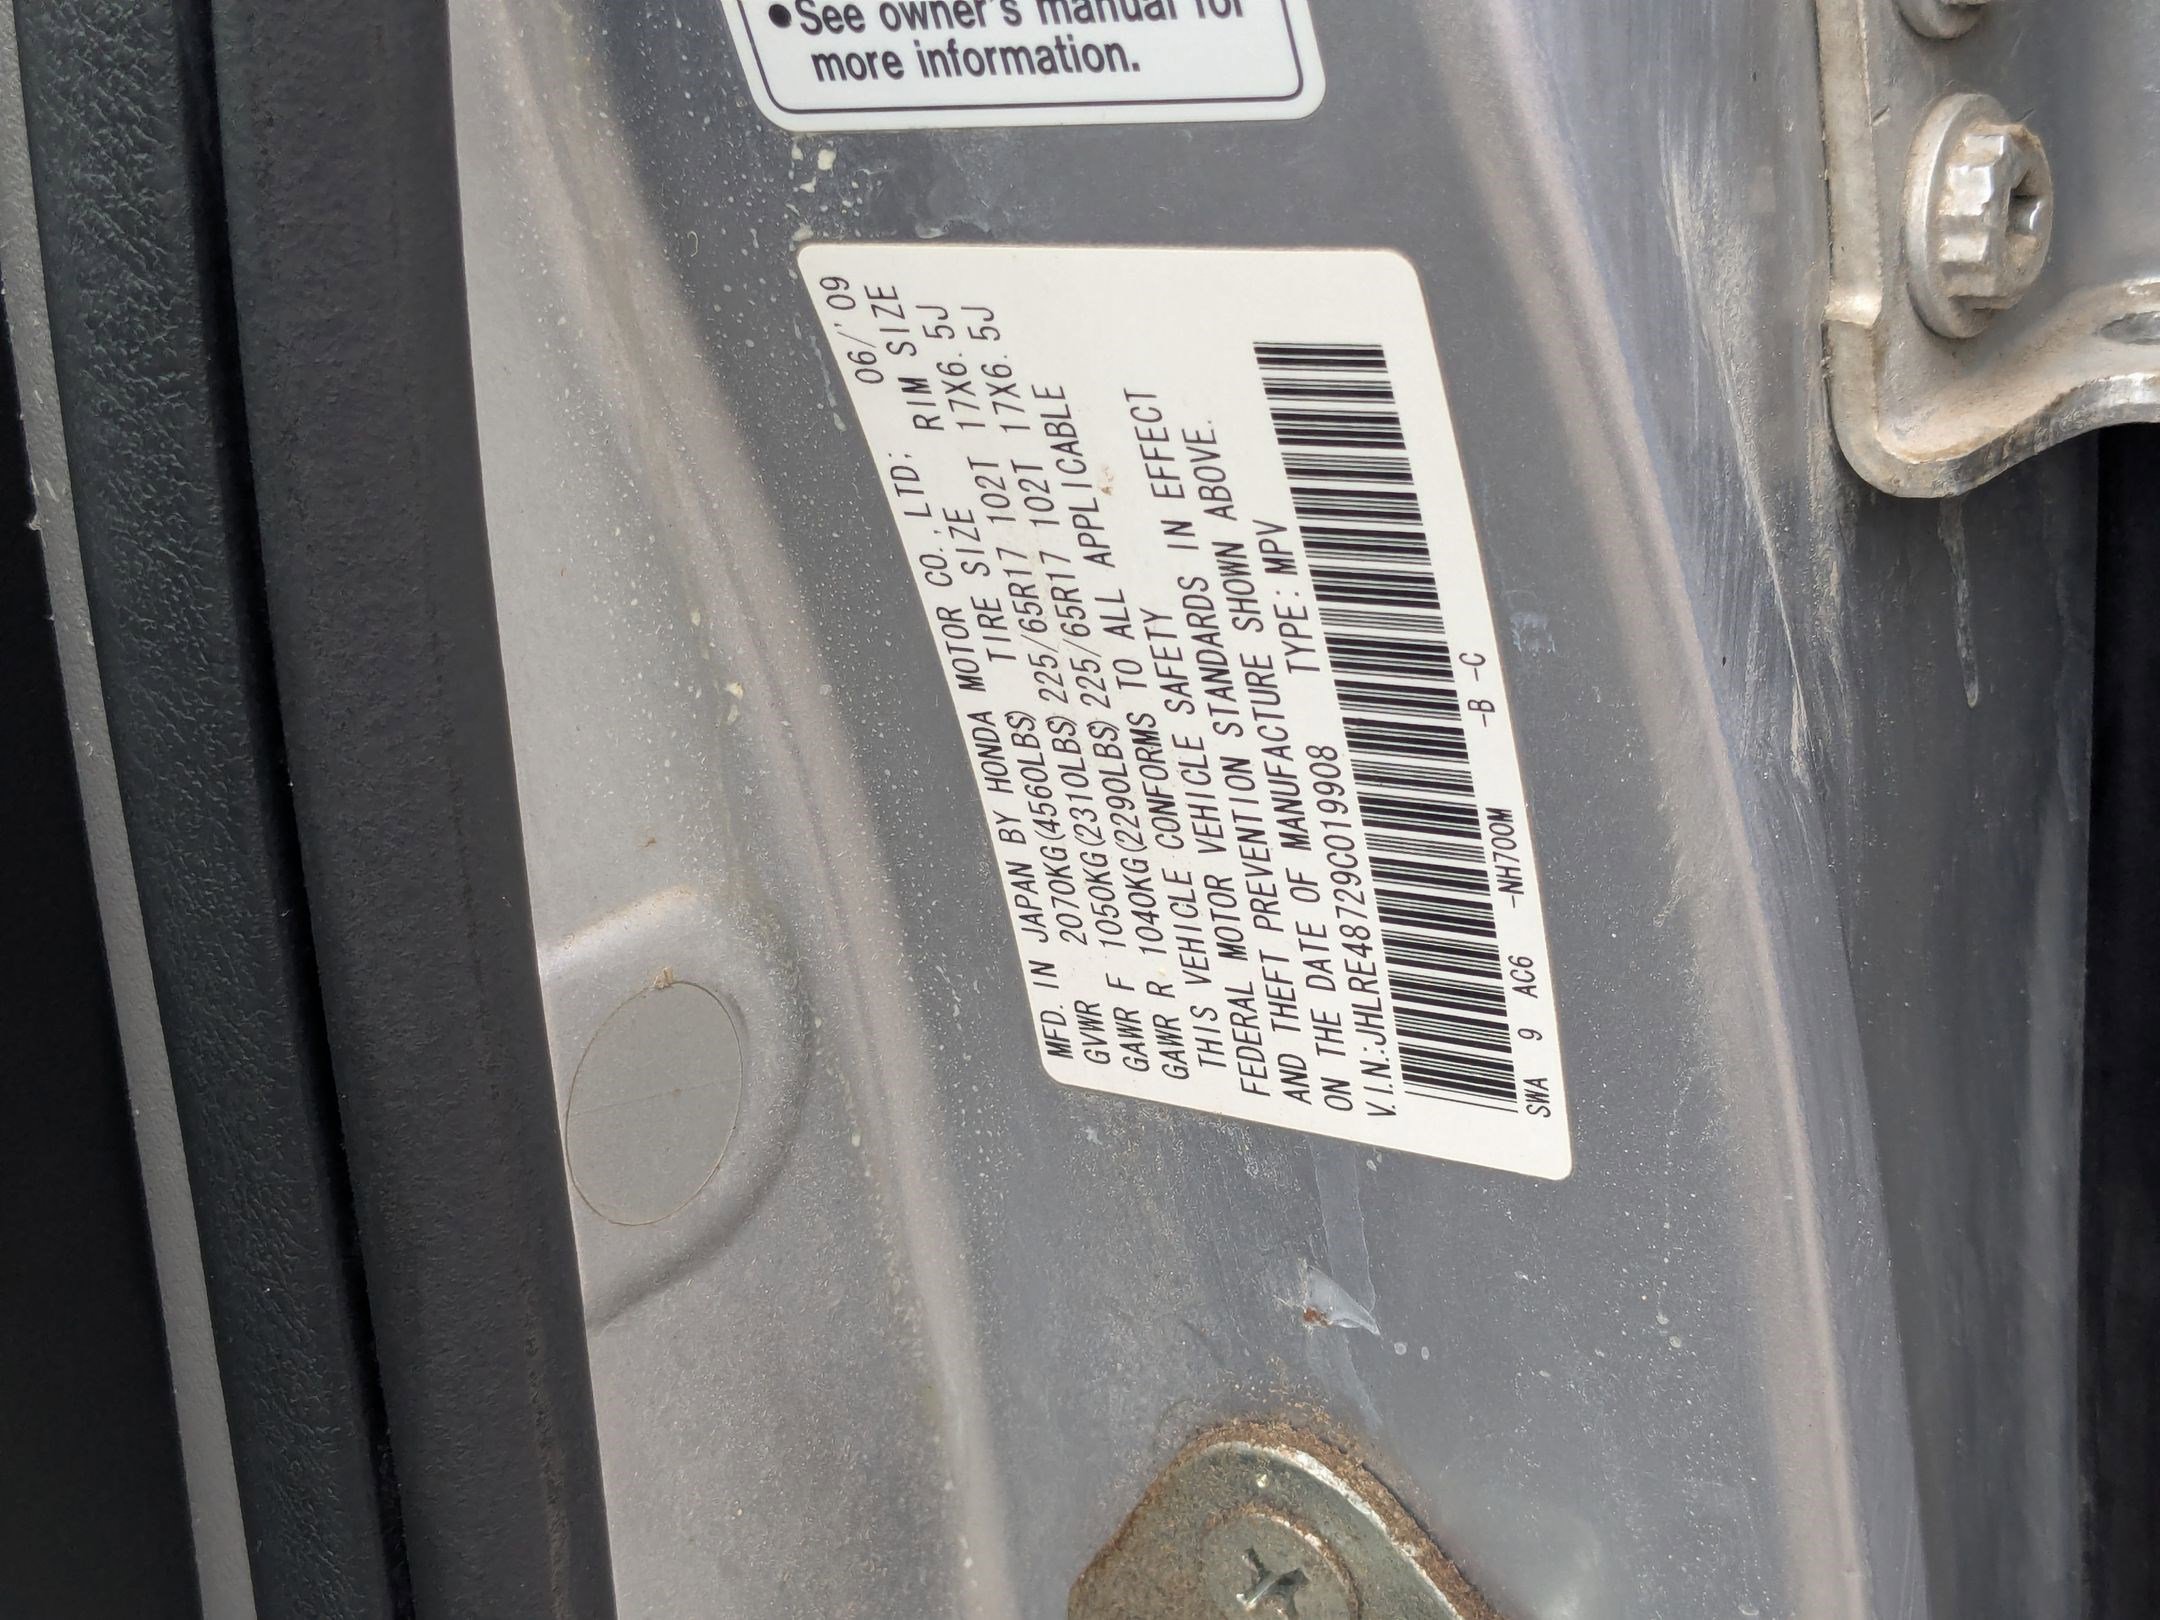 •See owner's manual for
more information.
MFD. IN JAPAN BY HONDA MOTOR CO., LTD; 06/'09
GVWR 2070KG(4560LBS) TIRE SIZE RIM SIZE
GAWR F 1050KG(2310LBS) 225/65R17 102T 17X6.5J
GAWR R 1040KG(2290LBS) 225/65R17 102T 17X6.5J
THIS VEHICLE CONFORMS TO ALL APPLICABLE
FEDERAL MOTOR VEHICLE SAFETY
AND THEFT PREVENTION STANDARDS IN EFFECT
ON THE DATE OF MANUFACTURE SHOWN ABOVE.
V.I.N.:JHLRE48729C019908 TYPE: MPV
SWA 9 AC6 -NH700M -B -C